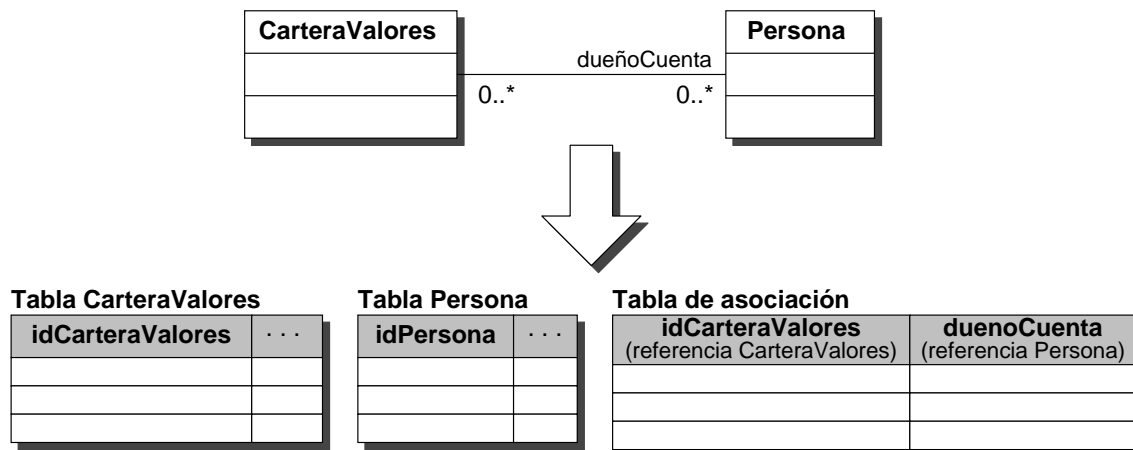 CarteraValores
Persona
dueñoCuenta
0..*
0..*
Tabla CarteraValores
Tabla Persona
Tabla de asociación
idCarteraValores
. . .
idPersona
. . .
idCarteraValores
(referencia CarteraValores)
duenoCuenta
(referencia Persona)